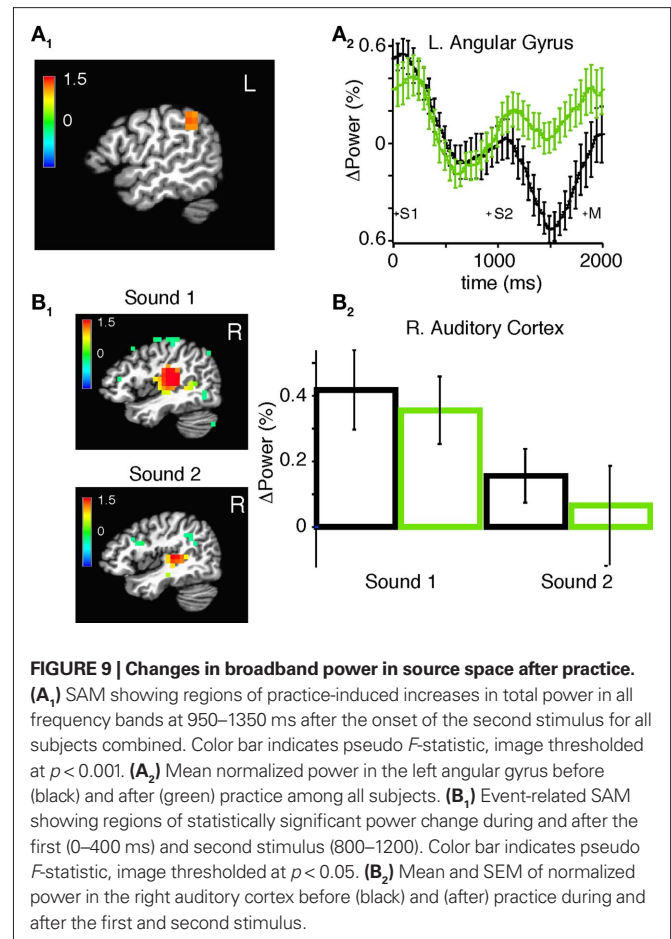 A1
1.5
0
L
A2
L. Angular Gyrus
0.6
0
0.6
ΔPower (%)
+S1
+S2
+M
0
1000
2000
time (ms)
B1
Sound 1
1.5
0
R
Sound 2
1.5
0
R
B2
R. Auditory Cortex
0.4
0.2
0
ΔPower (%)
Sound 1
Sound 2
FIGURE 9 | Changes in broadband power in source space after practice.
(A1) SAM showing regions of practice-induced increases in total power in all
frequency bands at 950–1350 ms after the onset of the second stimulus for all
subjects combined. Color bar indicates pseudo F-statistic, image thresholded
at p < 0.001. (A2) Mean normalized power in the left angular gyrus before
(black) and after (green) practice among all subjects. (B1) Event-related SAM
showing regions of statistically significant power change during and after the
first (0–400 ms) and second stimulus (800–1200). Color bar indicates pseudo
F-statistic, image thresholded at p < 0.05. (B2) Mean and SEM of normalized
power in the right auditory cortex before (black) and (after) practice during and
after the first and second stimulus.